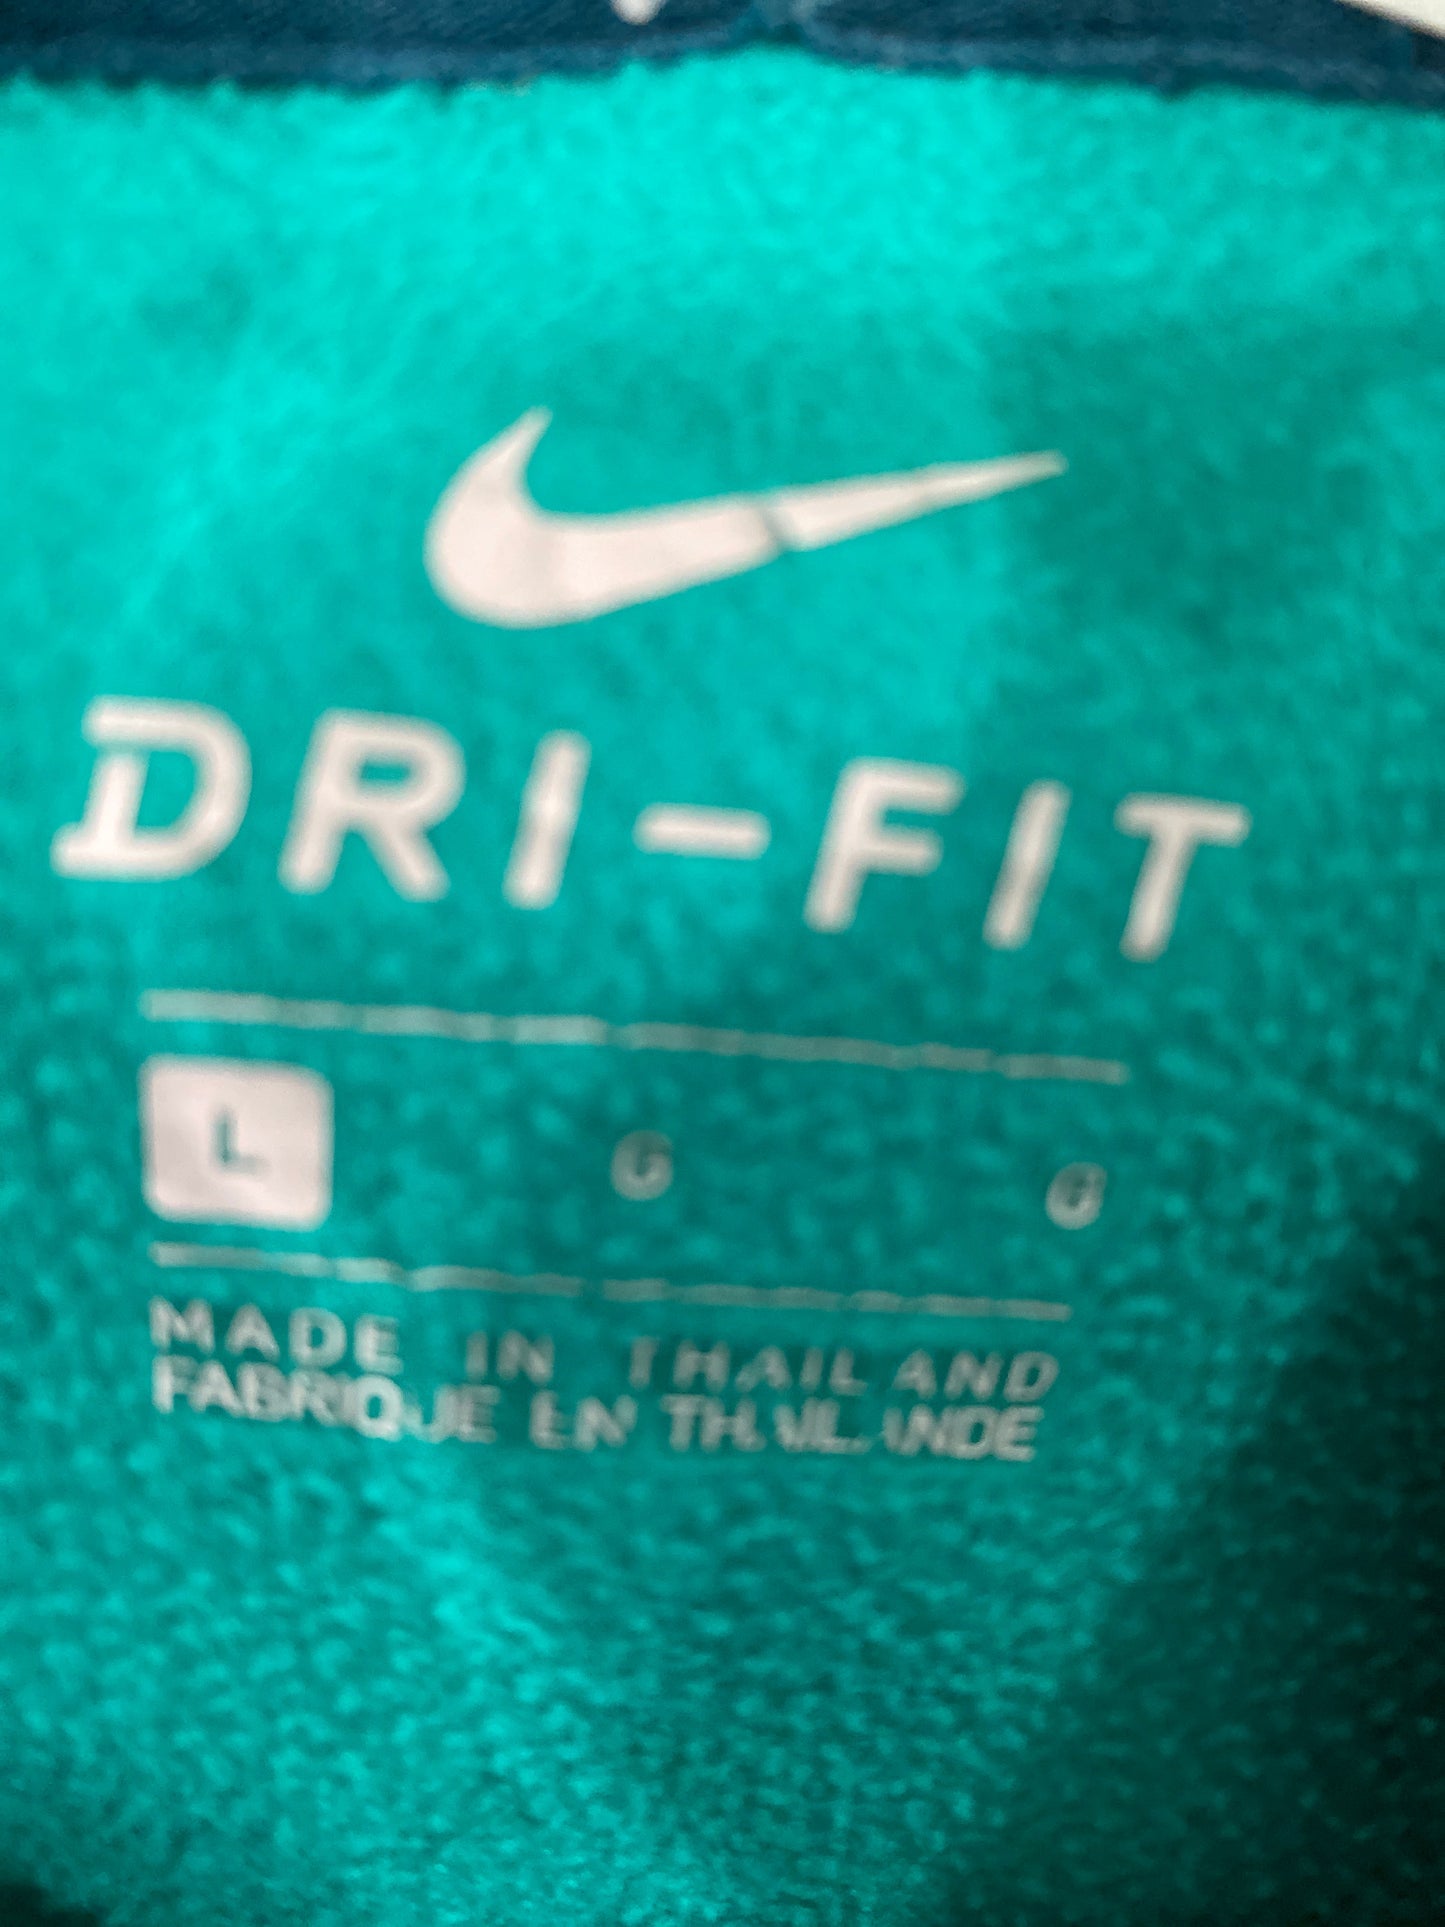 DRI-FIT
L G G
MADE IN THAILAND
FABRIQUE EN THAILANDE